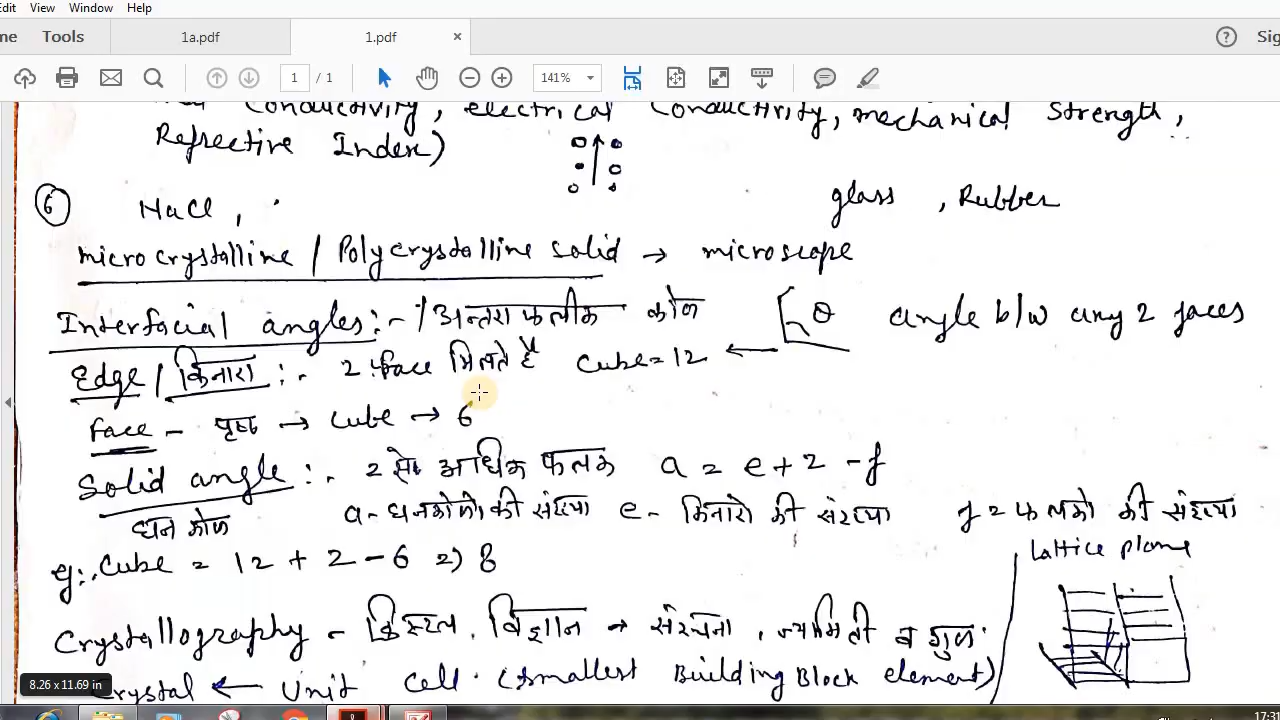 Edit View Window Help
Home Tools 1a.pdf 1.pdf × ? Sig
1 / 1 141%
Conductivity, electrical Conductivity, mechanical Strength,
Refrective Index)
6 NaCl, glass, Rubber
microcrystalline / Polycrystalline solid → microscope
Interfacial angles:- / अन्तरा फलीक कोण θ angle b/w any 2 faces
Edge / किनारा :- 2 face मिलते है Cube = 12 ←
Face - पृष्ठ → Cube → 6
Solid angle :- 2 से अधिक फलक a = e + 2 - f
घन कोण a - घनकोणो की संख्या e - किनारो की संख्या f = फलको की संख्या
eg:. Cube = 12 + 2 - 6 => 8
Lattice plane
Crystallography - क्रिस्टल विज्ञान → संरचना, ज्यामिती व गुण
Crystal ← Unit Cell. (smallest Building Block element)
8.26 x 11.69 in